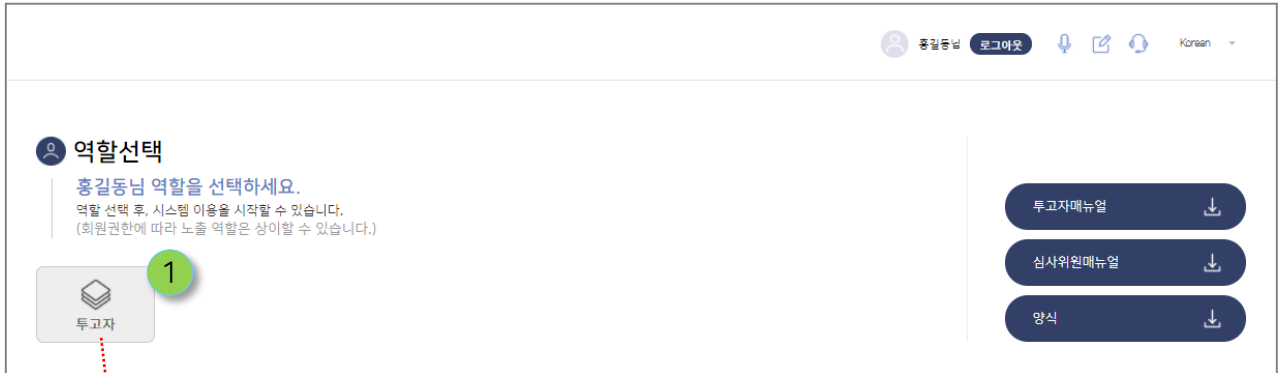 홍길동님 로그아웃 Korean
역할선택
홍길동님 역할을 선택하세요.
역할 선택 후, 시스템 이용을 시작할 수 있습니다.
(회원권한에 따라 노출 역할은 상이할 수 있습니다.)
1
투고자
투고자매뉴얼
심사위원매뉴얼
양식